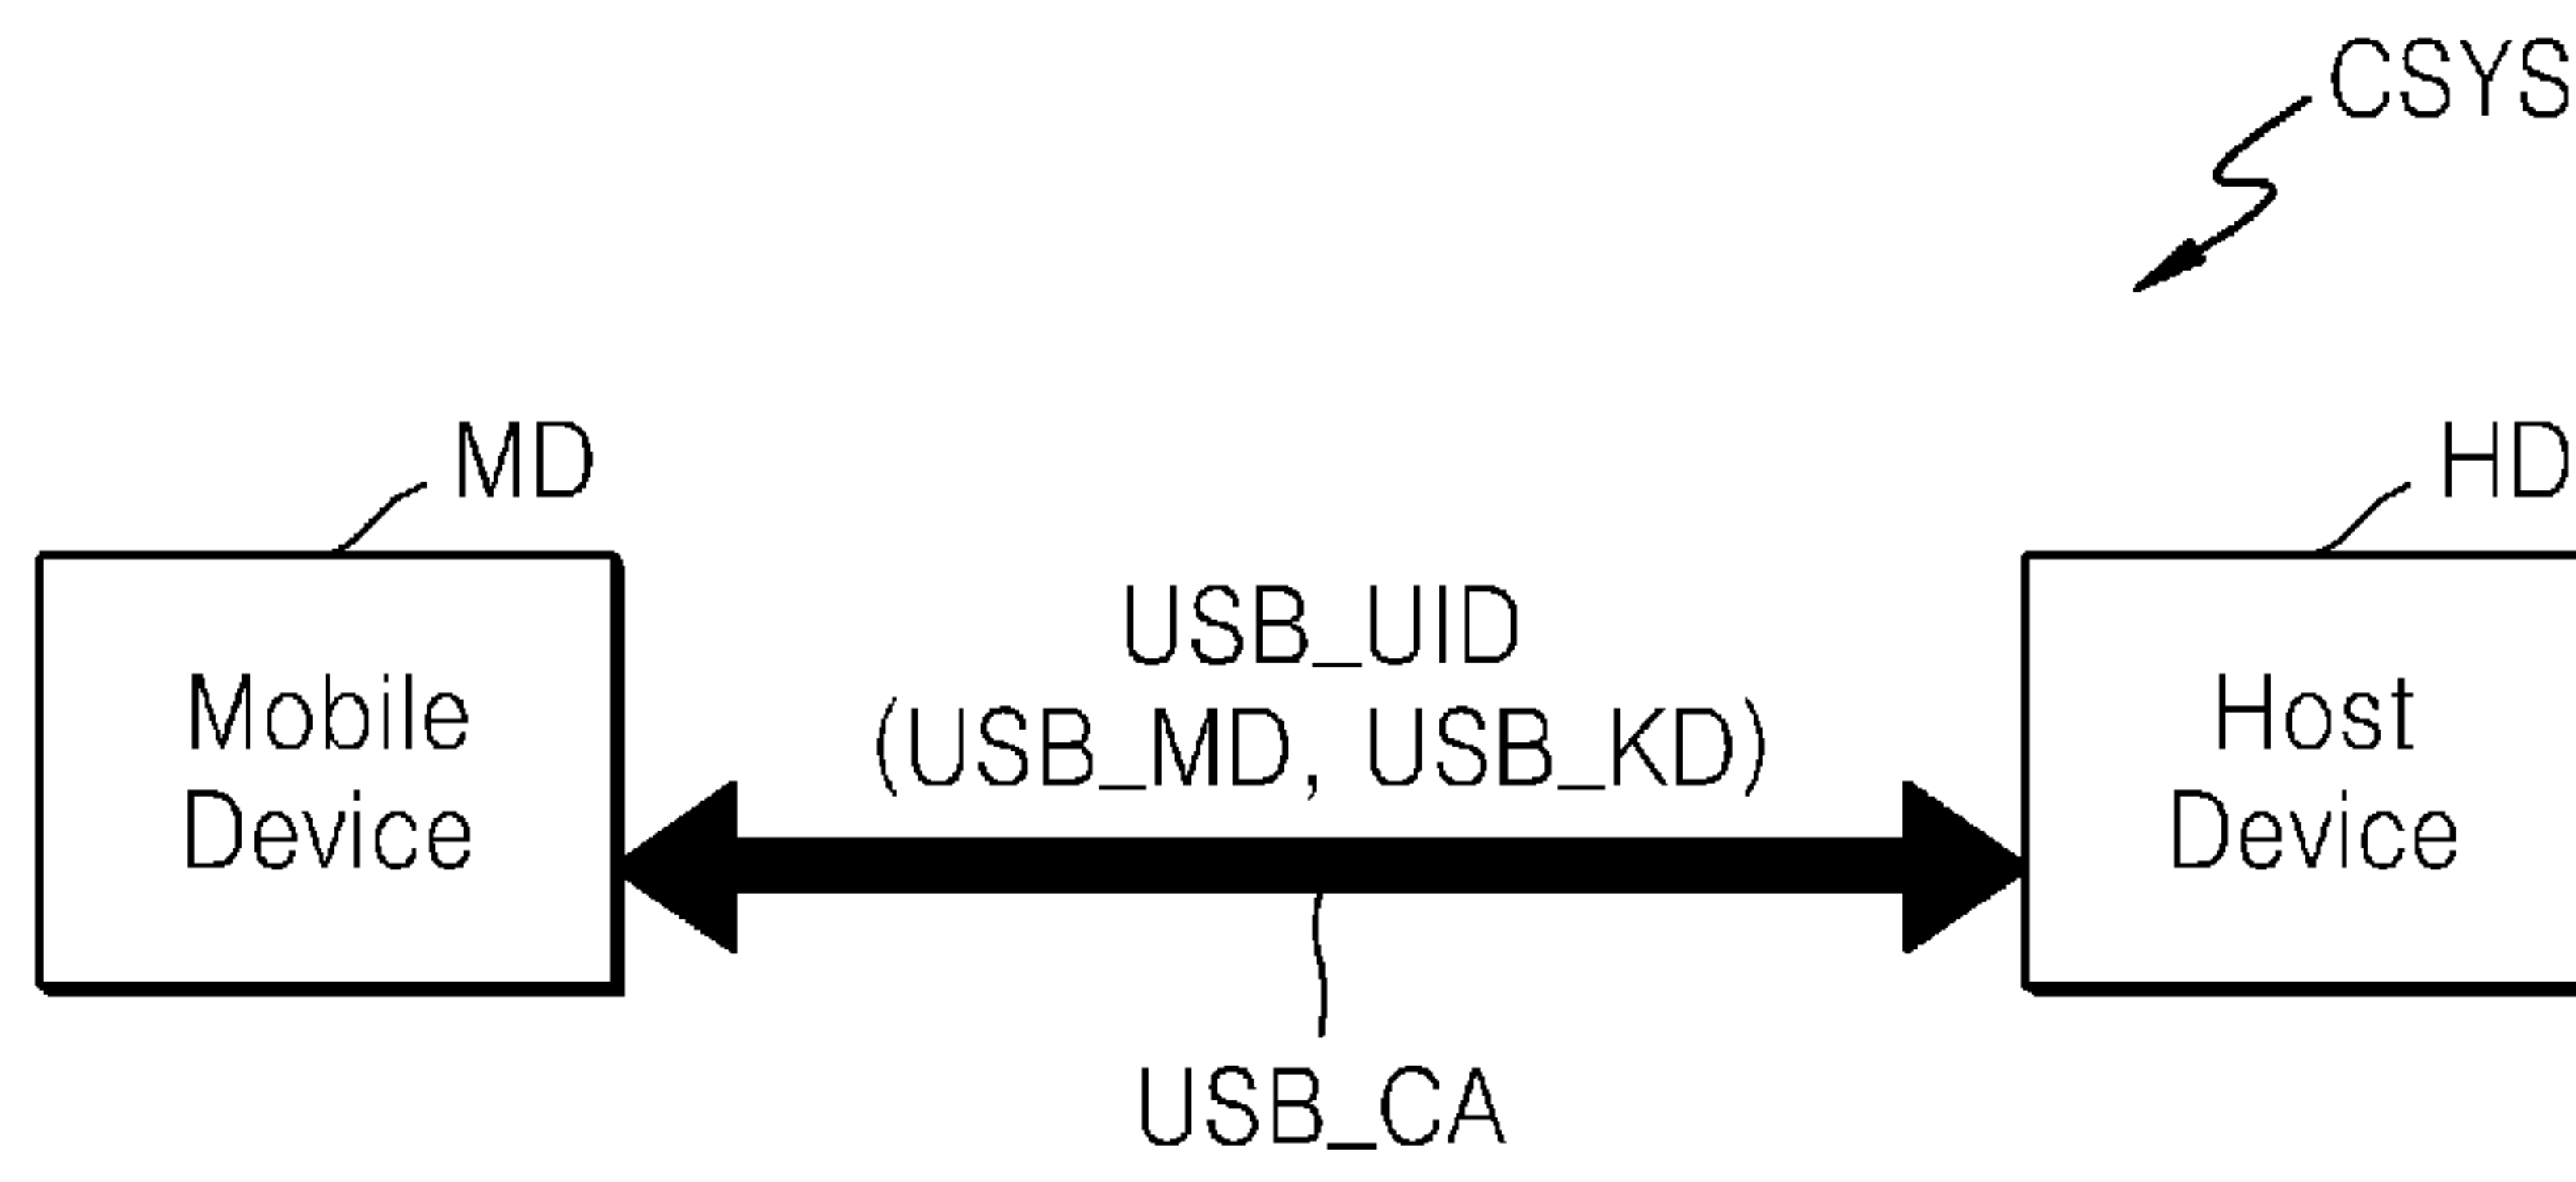 CSYS
MD
HD
USB_UID
(USB_MD, USB_KD)
Mobile
Device
Host
Device
USB_CA